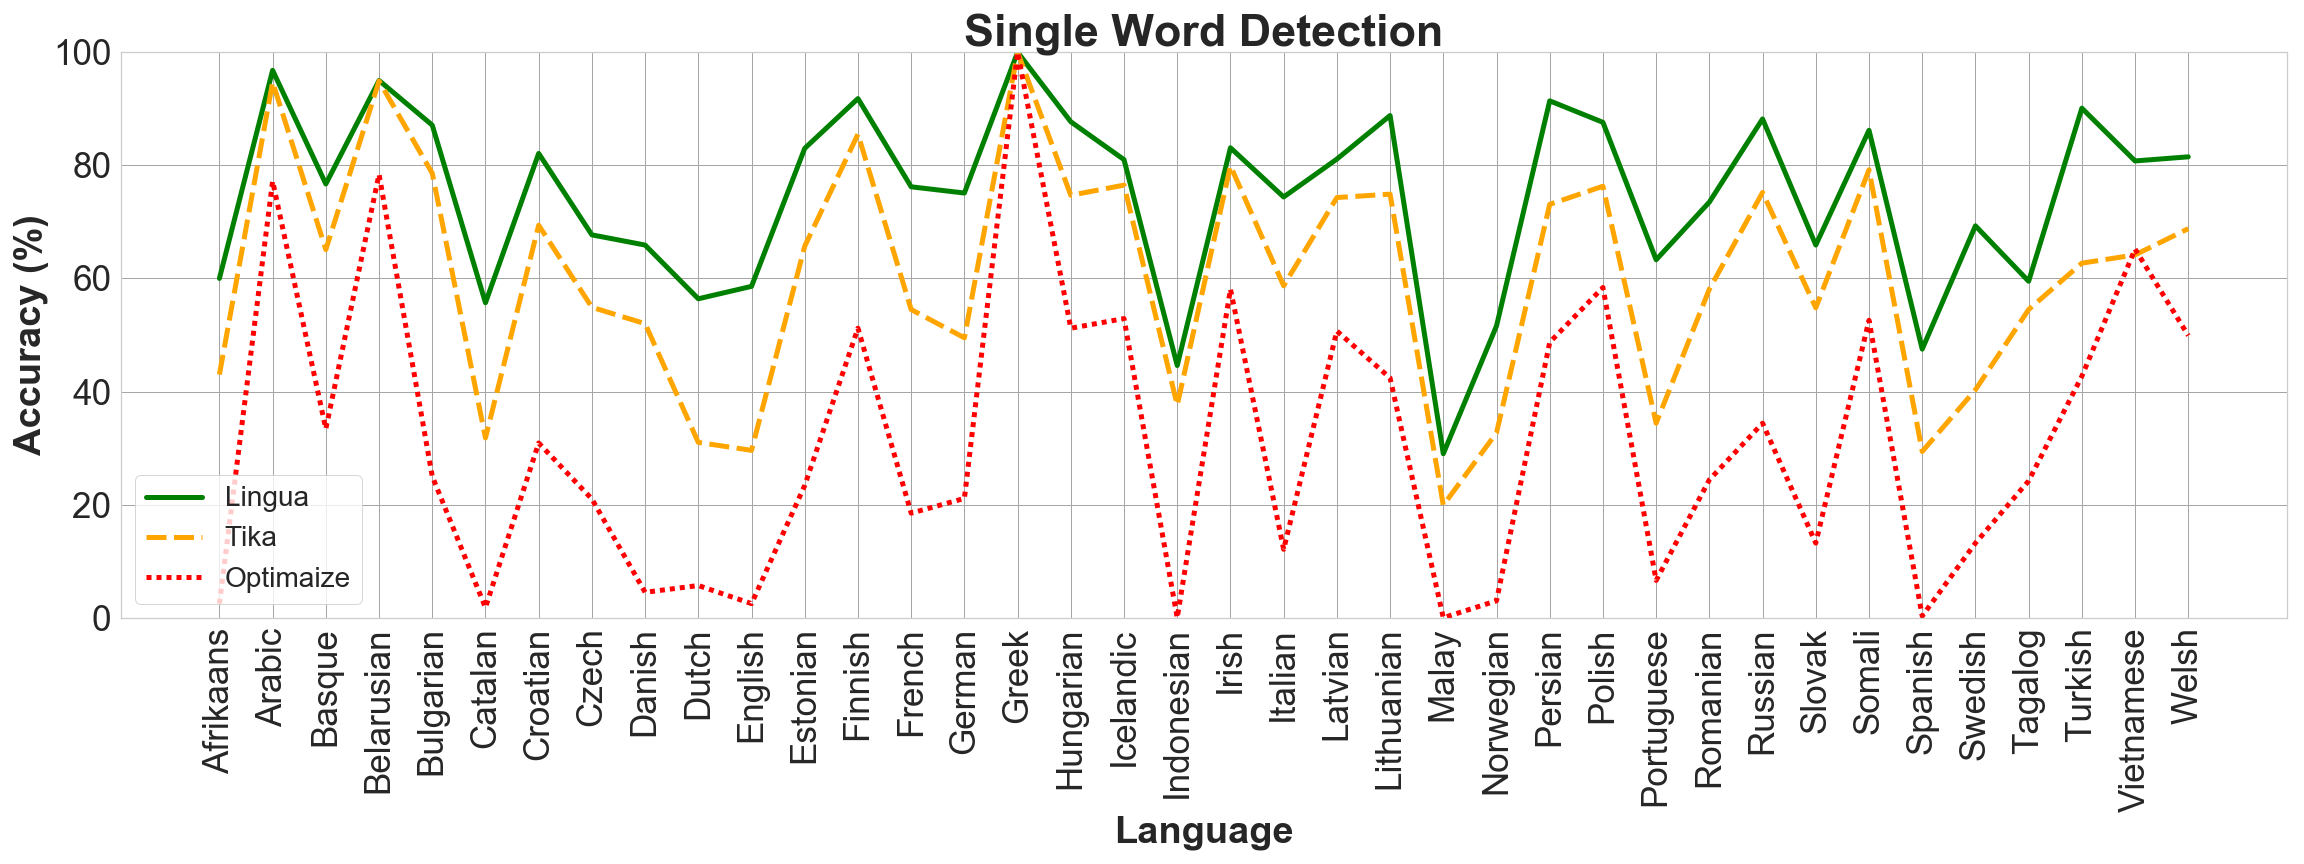 Single Word Detection
Accuracy (%)
100
80
60
40
20
0
Lingua
Tika
Optimaize
Afrikaans
Arabic
Basque
Belarusian
Bulgarian
Catalan
Croatian
Czech
Danish
Dutch
English
Estonian
Finnish
French
German
Greek
Hungarian
Icelandic
Indonesian
Irish
Italian
Latvian
Lithuanian
Malay
Norwegian
Persian
Polish
Portuguese
Romanian
Russian
Slovak
Somali
Spanish
Swedish
Tagalog
Turkish
Vietnamese
Welsh
Language